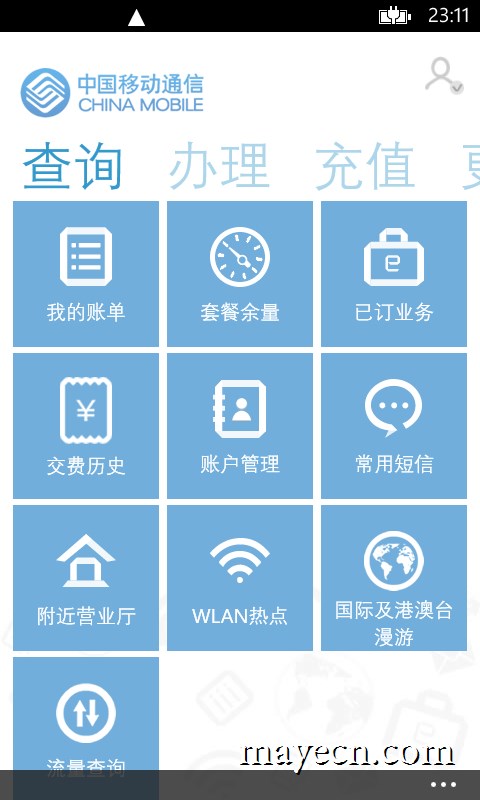 23:11
中国移动通信
CHINA MOBILE
查询 办理 充值
我的账单 套餐余量 已订业务
交费历史 账户管理 常用短信
附近营业厅 WLAN热点 国际及港澳台
漫游
流量查询
mayecn.com